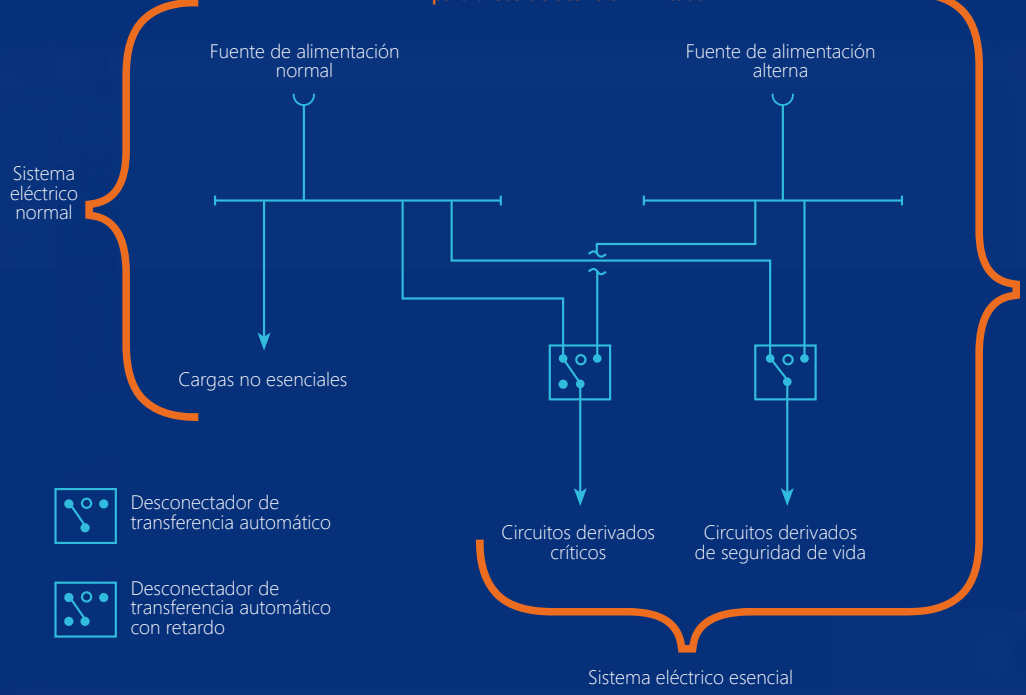 Fuente de alimentación
normal
Fuente de alimentación
alterna
Sistema
eléctrico
normal
Cargas no esenciales
Desconectador de
transferencia automático
Desconectador de
transferencia automático
con retardo
Circuitos derivados
críticos
Circuitos derivados
de seguridad de vida
Sistema eléctrico esencial